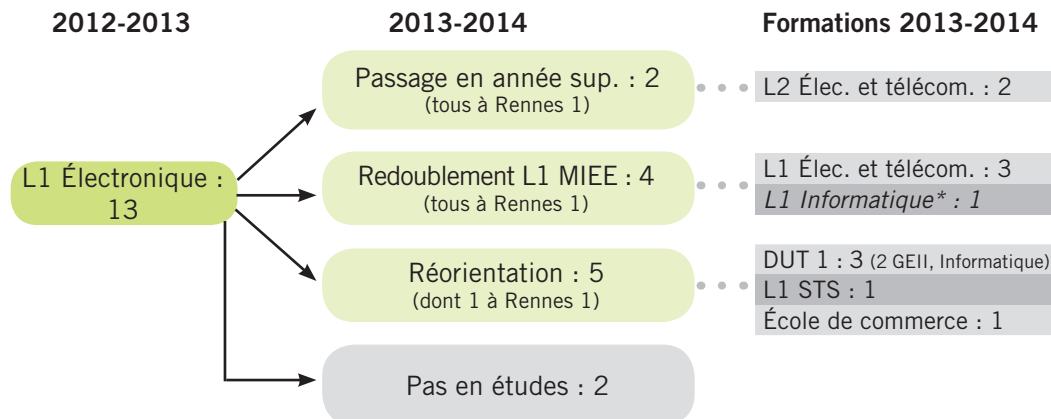 2012-2013
2013-2014
Formations 2013-2014
L1 Électronique :
13
Passage en année sup. : 2
(tous à Rennes 1)
L2 Élec. et télécom. : 2
Redoublement L1 MIEE : 4
(tous à Rennes 1)
L1 Élec. et télécom. : 3
L1 Informatique* : 1
Réorientation : 5
(dont 1 à Rennes 1)
DUT 1 : 3 (2 GEII, Informatique)
L1 STS : 1
École de commerce : 1
Pas en études : 2